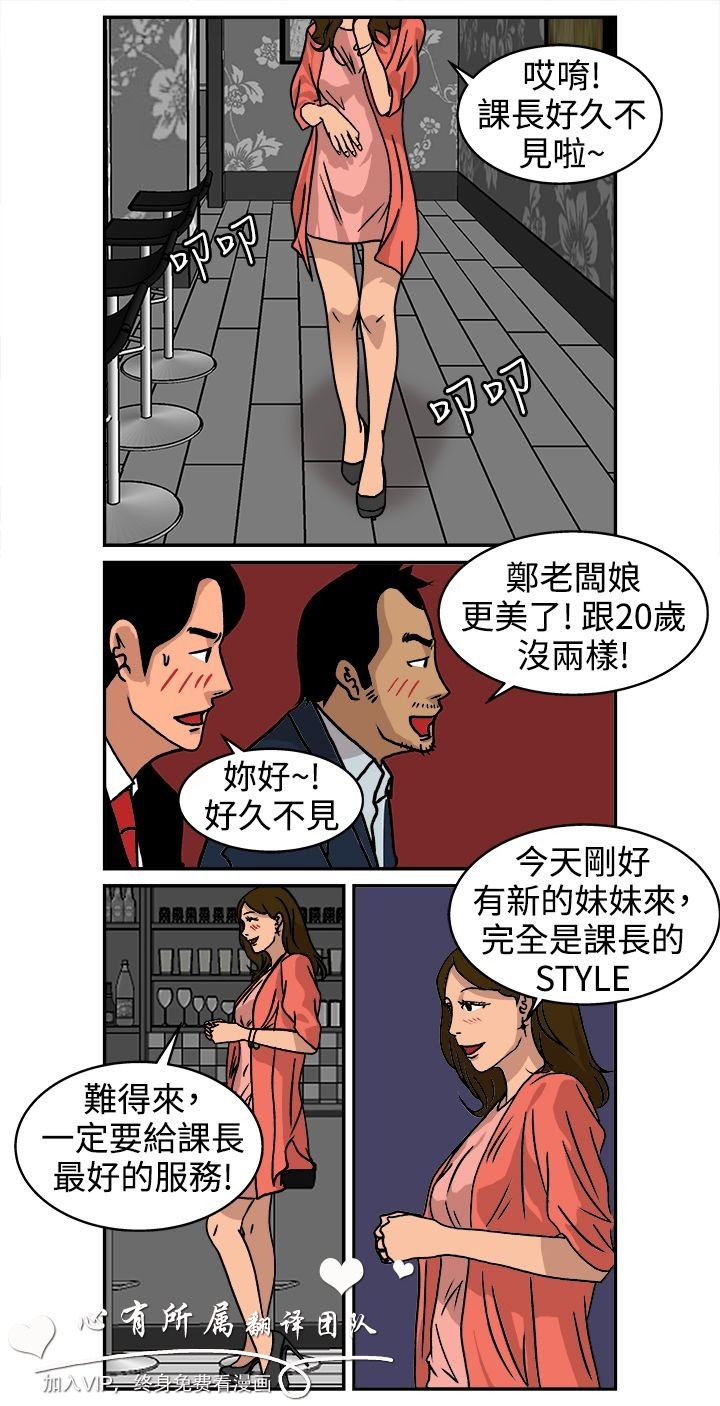 哎唷!
課長好久不
見啦~
叩叩
叩叩
鄭老闆娘
更美了! 跟20歲
沒兩樣!
妳好~!
好久不見
今天剛好
有新的妹妹來,
完全是課長的
STYLE
難得來,
一定要給課長
最好的服務!
心有所属翻译团队
加入VIP，终身免费看漫画